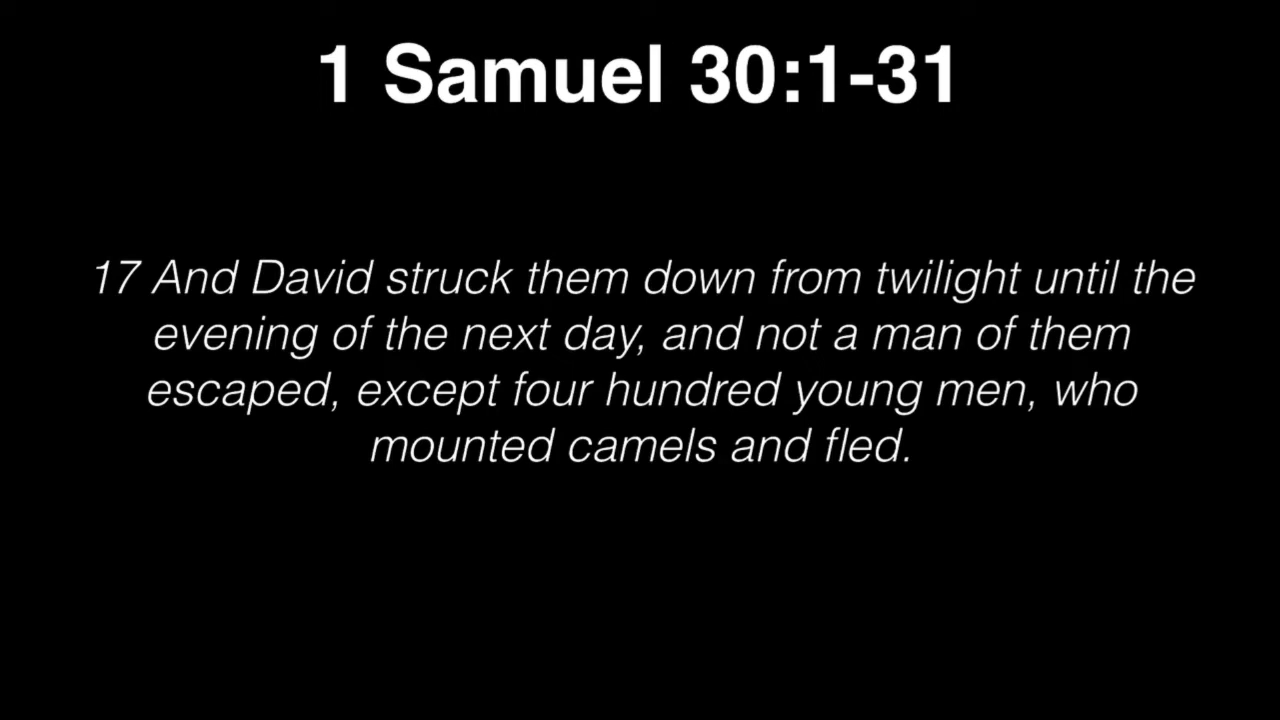 1 Samuel 30:1-31
17 And David struck them down from twilight until the
evening of the next day, and not a man of them
escaped, except four hundred young men, who
mounted camels and fled.